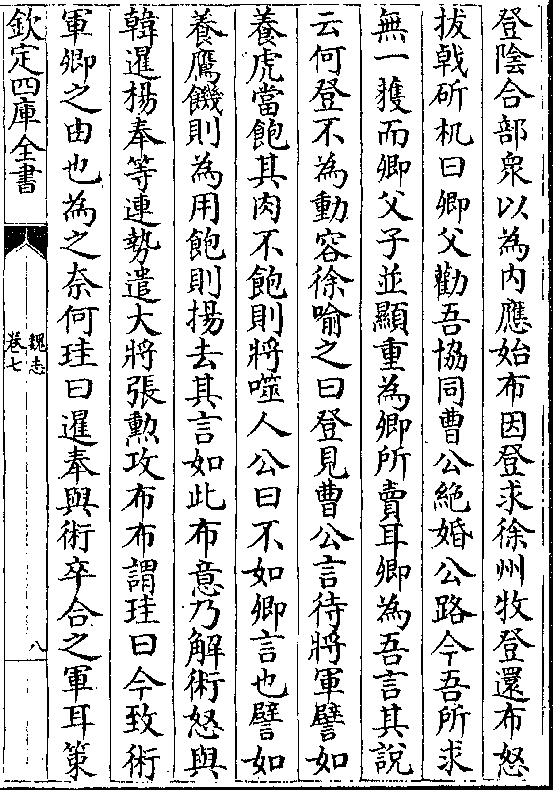 登陰合部衆以為内應始布因登求徐州牧登還布怒
拔㦸斫机曰卿父勸吾協同曹公絶婚公路今吾所求
無一獲而卿父子並顯重為卿所賣耳卿為吾言其說
云何登不為動容徐喻之曰登見曹公言待將軍譬如
養虎當飽其肉不飽則將噬人公曰不如卿言也譬如
養鷹饑則為用飽則揚去其言如此布意乃解術怒與
韓暹楊奉等連勢遣大將張勲攻布布謂珪曰今致術
軍卿之由也為之奈何珪曰暹奉與術卒合之軍耳策
欽定四庫全書
魏志
卷七
八